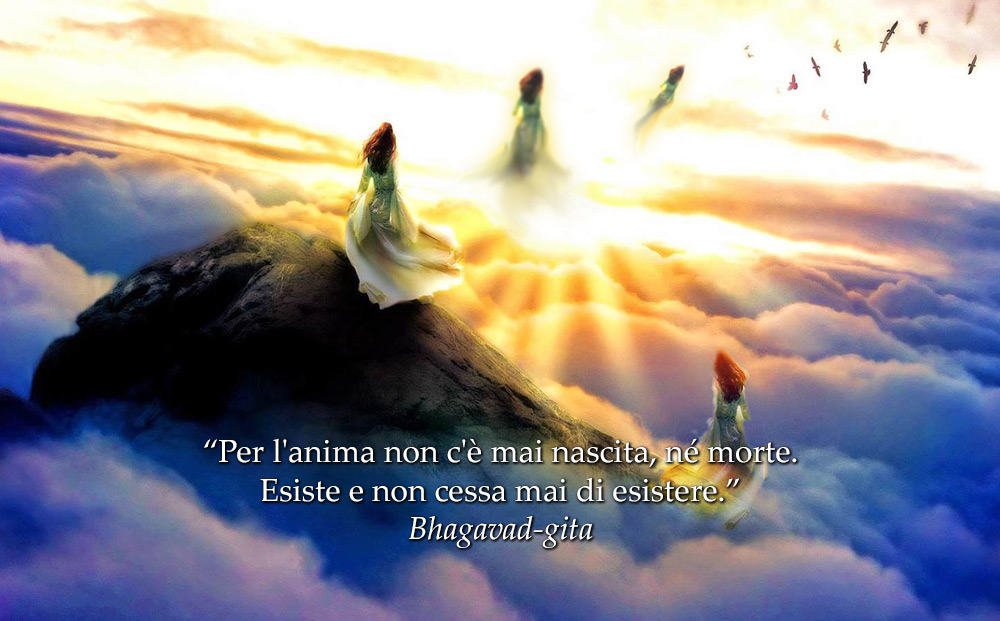 “Per l'anima non c'è mai nascita, né morte.
Esiste e non cessa mai di esistere.”
Bhagavad-gita